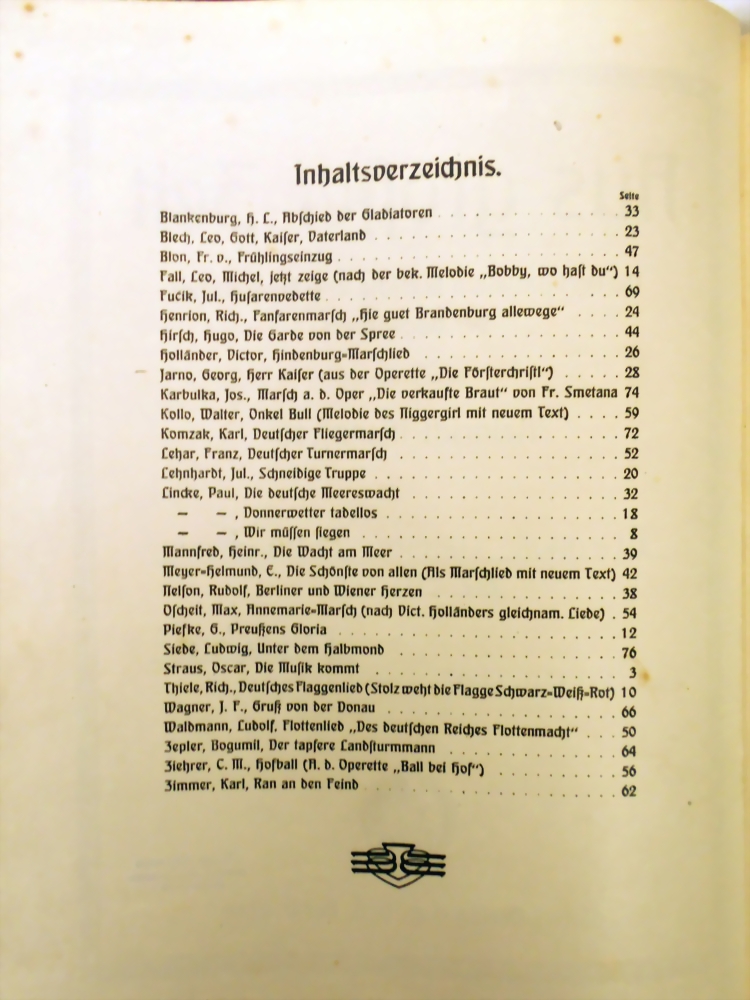 Inhaltsverzeichnis.
Seite
Blankenburg, H. L., Abschied der Gladiatoren . . . . . . . . . . . . . 33
Blech, Leo, Gott, Kaiser, Vaterland . . . . . . . . . . . . . . . . . . 23
Blon, Fr. v., Frühlingseinzug . . . . . . . . . . . . . . . . . . . . . 47
Fall, Leo, Michel, jetzt zeige (nach der bek. Melodie „Bobby, wo hast du“) 14
Fučik, Jul., Husarenvedette . . . . . . . . . . . . . . . . . . . . . . 69
Henrion, Rich., Fanfarenmarsch „Hie guet Brandenburg allewege“ . . . . 24
Hirsch, Hugo, Die Garde von der Spree . . . . . . . . . . . . . . . . 44
Holländer, Victor, Hindenburg=Marschlied . . . . . . . . . . . . . . . 26
Jarno, Georg, Herr Kaiser (aus der Operette „Die Försterchristl“) . . . . . 28
Karbulka, Jos., Marsch a. d. Oper „Die verkaufte Braut“ von Fr. Smetana 74
Kollo, Walter, Onkel Bull (Melodie des Niggergirl mit neuem Text) . . . . 59
Komzak, Karl, Deutscher Fliegermarsch . . . . . . . . . . . . . . . . 72
Lehar, Franz, Deutscher Turnermarsch . . . . . . . . . . . . . . . . . 52
Lehnhardt, Jul., Schneidige Truppe . . . . . . . . . . . . . . . . . . 20
Lincke, Paul, Die deutsche Meereswacht . . . . . . . . . . . . . . . . 32
– – , Donnerwetter tadellos . . . . . . . . . . . . . . . . . 18
– – , Wir müssen siegen . . . . . . . . . . . . . . . . . . . 8
Mannfred, Heinr., Die Wacht am Meer . . . . . . . . . . . . . . . . 39
Meyer=Helmund, E., Die Schönste von allen (Als Marschlied mit neuem Text) 42
Nelson, Rudolf, Berliner und Wiener Herzen . . . . . . . . . . . . . . 38
Oscheit, Max, Annemarie=Marsch (nach Vict. Holländers gleichnam. Liede) . 54
Piefke, G., Preußens Gloria . . . . . . . . . . . . . . . . . . . . . 12
Siede, Ludwig, Unter dem Halbmond . . . . . . . . . . . . . . . . . 76
Straus, Oscar, Die Musik kommt . . . . . . . . . . . . . . . . . . . 3
Thiele, Rich., Deutsches Flaggenlied (Stolz weht die Flagge Schwarz=Weiß=Rot) 10
Wagner, J. F., Gruß von der Donau . . . . . . . . . . . . . . . . . . 66
Waldmann, Ludolf, Flottenlied „Des deutschen Reiches Flottenmacht“ . . . 50
Zepler, Bogumil, Der tapfere Landsturmmann . . . . . . . . . . . . . . 64
Ziehrer, C. M., Hofball (A. d. Operette „Ball bei Hof“) . . . . . . . . . . 56
Zimmer, Karl, Ran an den Feind . . . . . . . . . . . . . . . . . . . 62